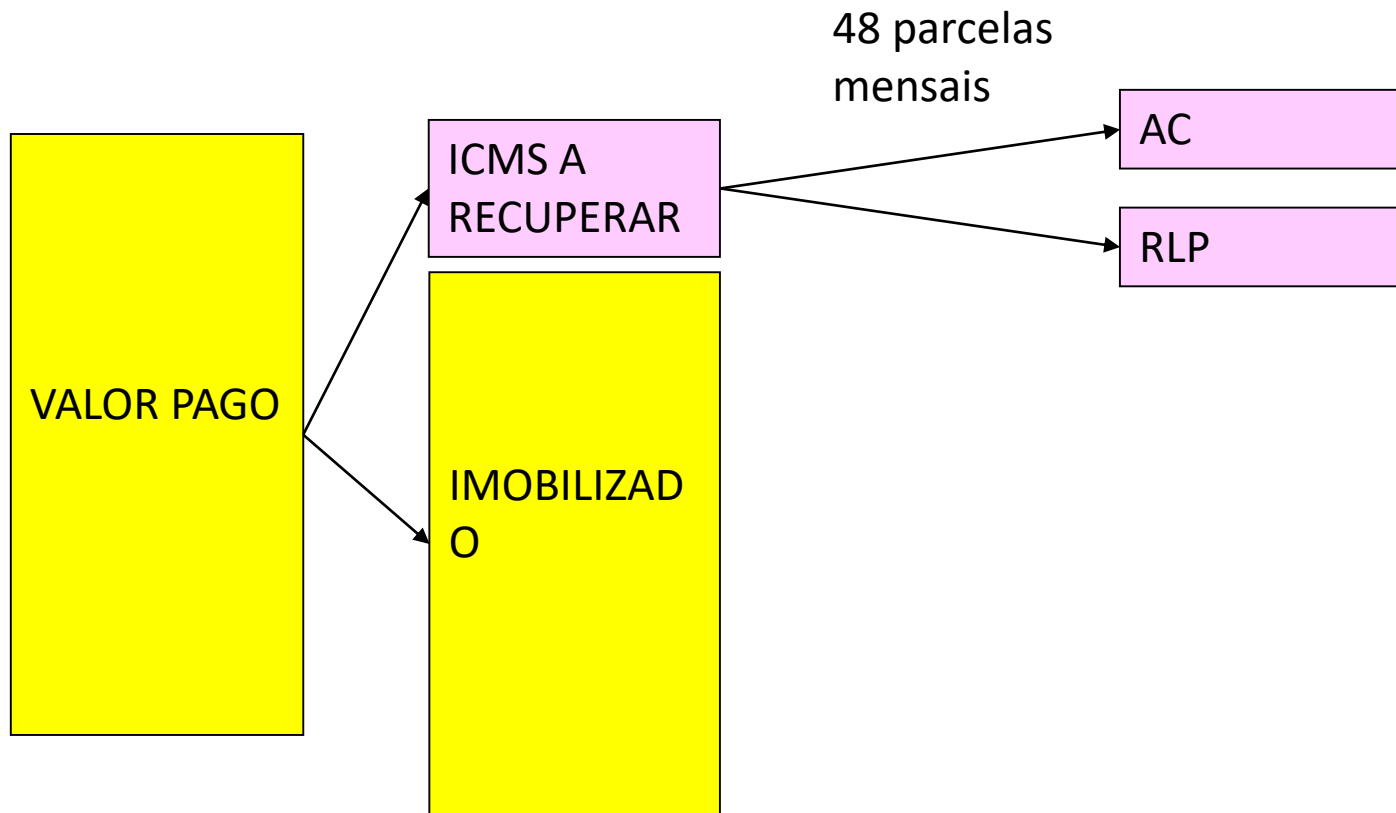 48 parcelas
mensais
AC
ICMS A
RECUPERAR
RLP
VALOR PAGO
IMOBILIZAD
O